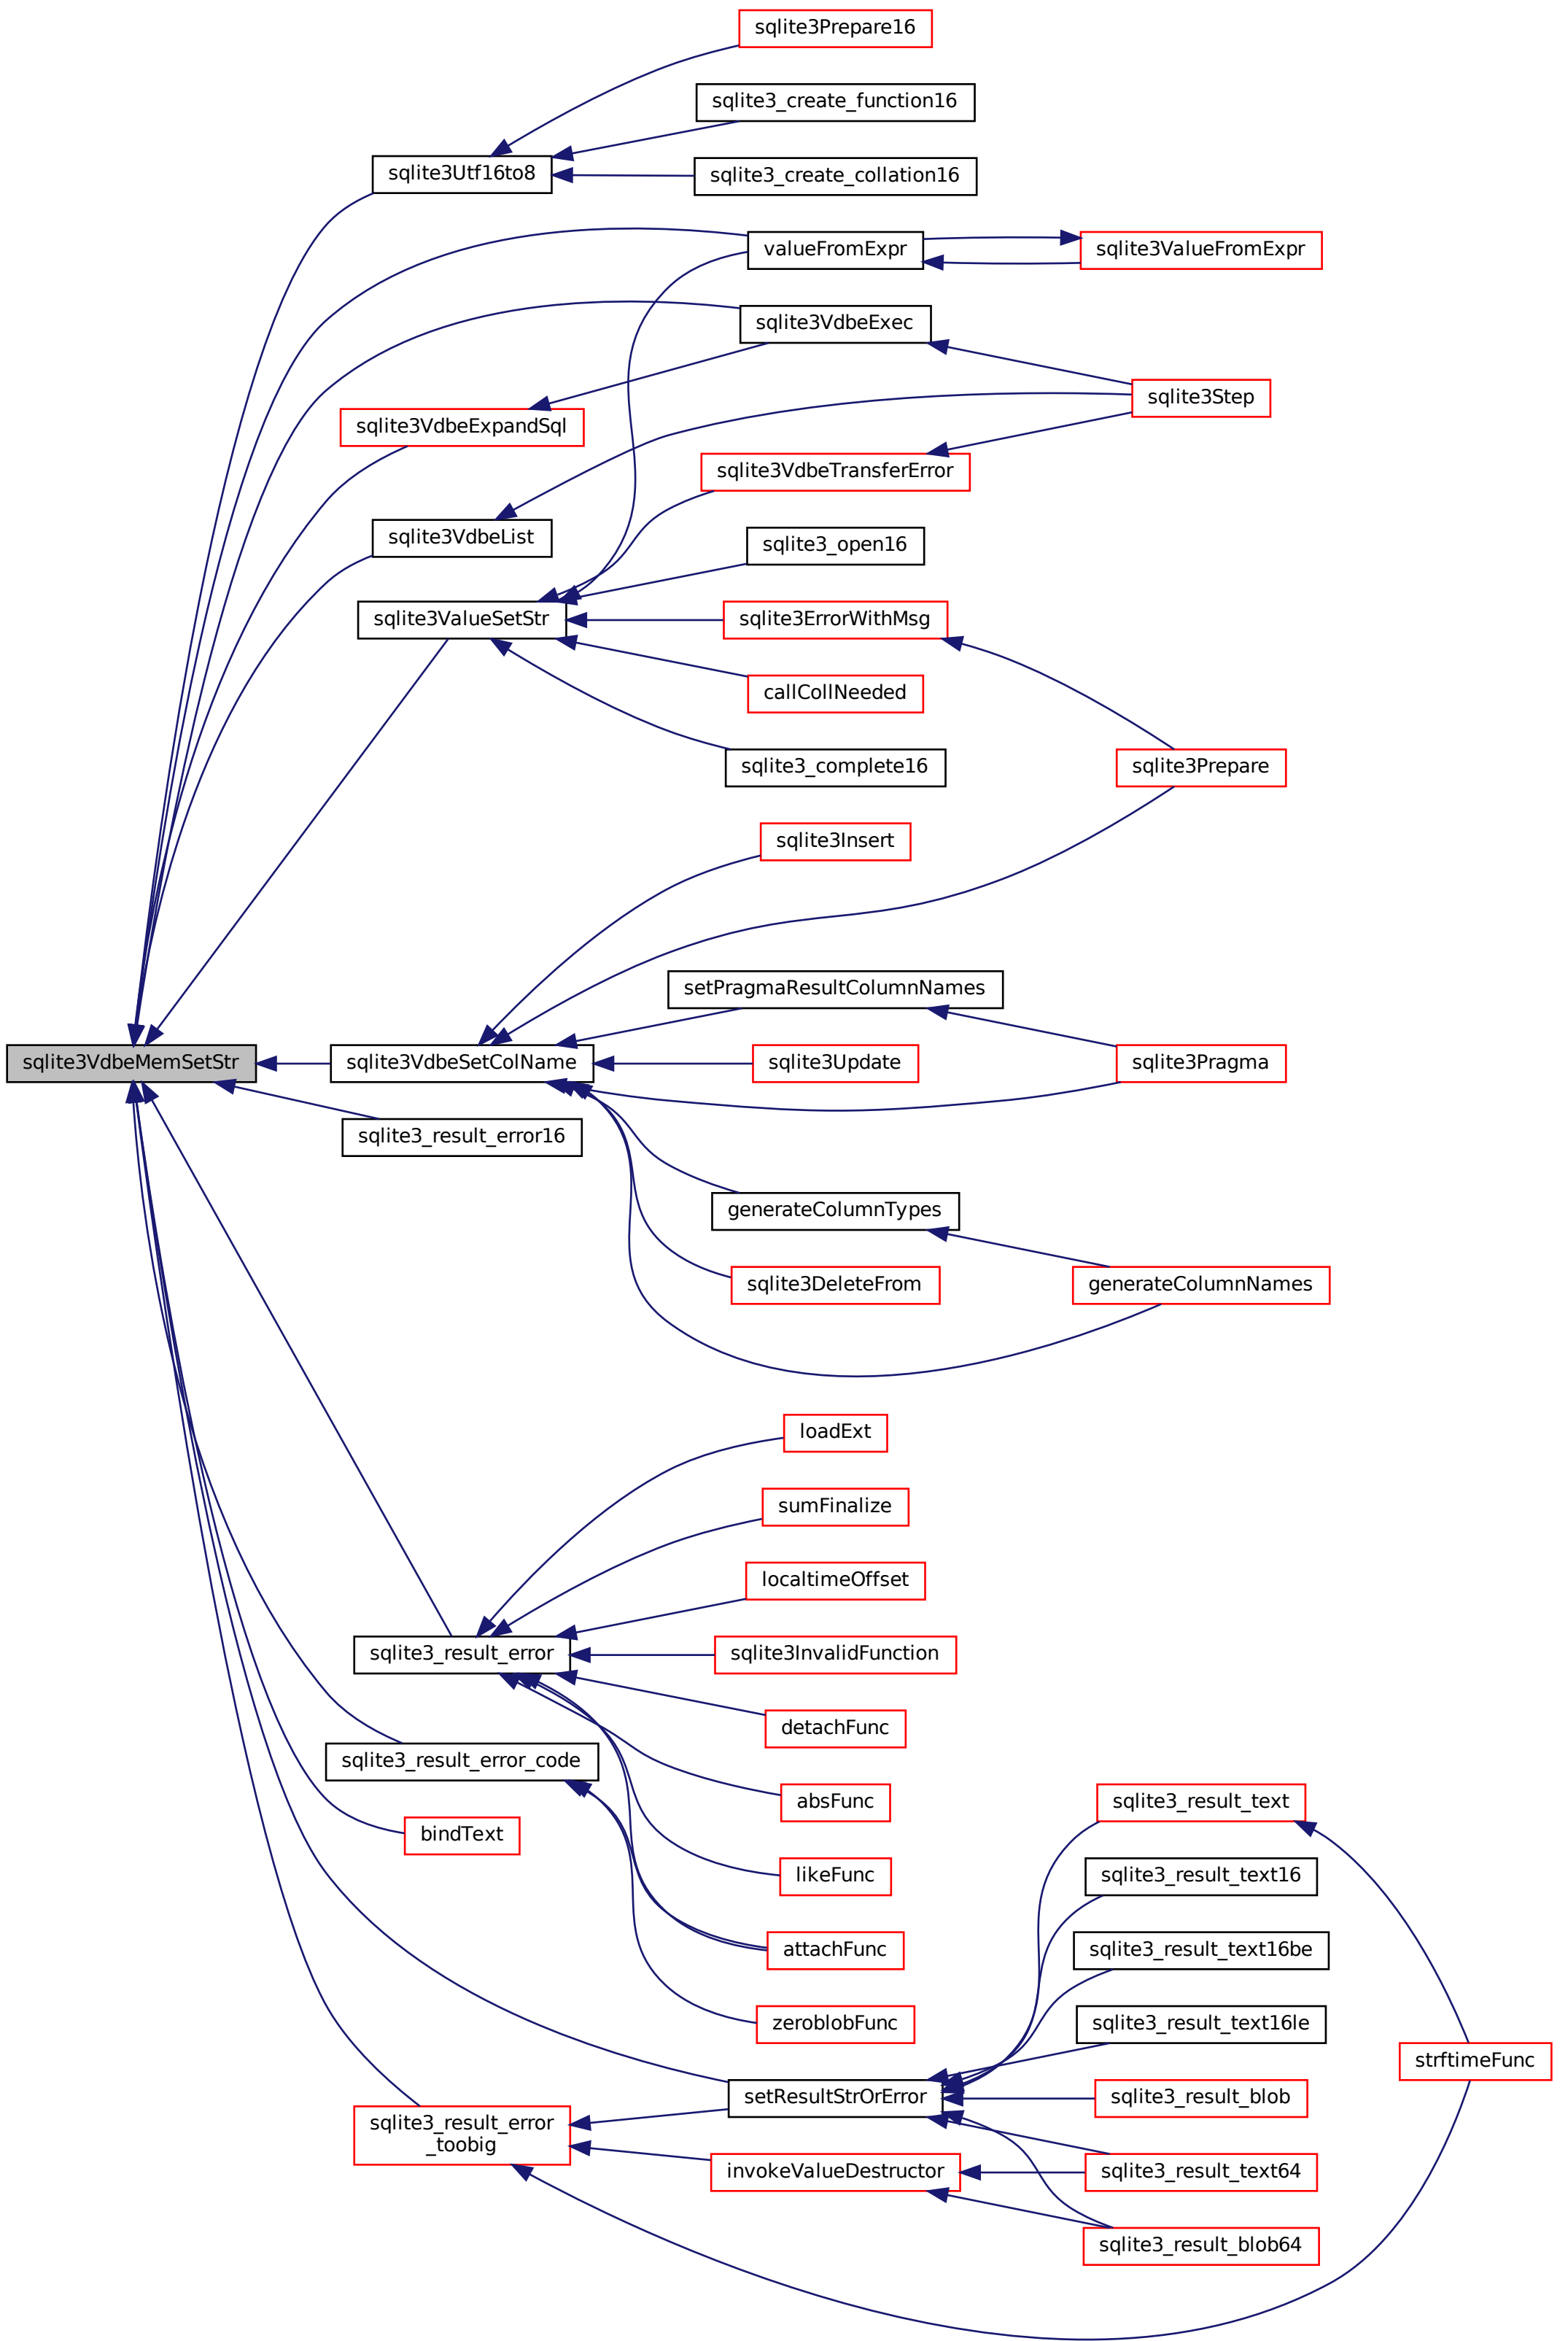 sqlite3Prepare16
sqlite3_create_function16
sqlite3Utf16to8
sqlite3_create_collation16
valueFromExpr
sqlite3ValueFromExpr
sqlite3VdbeExec
sqlite3Step
sqlite3VdbeExpandSql
sqlite3VdbeTransferError
sqlite3VdbeList
sqlite3_open16
sqlite3ValueSetStr
sqlite3ErrorWithMsg
callCollNeeded
sqlite3_complete16
sqlite3Prepare
sqlite3Insert
setPragmaResultColumnNames
sqlite3VdbeMemSetStr
sqlite3VdbeSetColName
sqlite3Update
sqlite3Pragma
sqlite3_result_error16
generateColumnTypes
sqlite3DeleteFrom
generateColumnNames
loadExt
sumFinalize
localtimeOffset
sqlite3_result_error
sqlite3InvalidFunction
detachFunc
sqlite3_result_error_code
absFunc
sqlite3_result_text
bindText
likeFunc
sqlite3_result_text16
attachFunc
sqlite3_result_text16be
zeroblobFunc
sqlite3_result_text16le
strftimeFunc
setResultStrOrError
sqlite3_result_blob
sqlite3_result_error
_toobig
invokeValueDestructor
sqlite3_result_text64
sqlite3_result_blob64